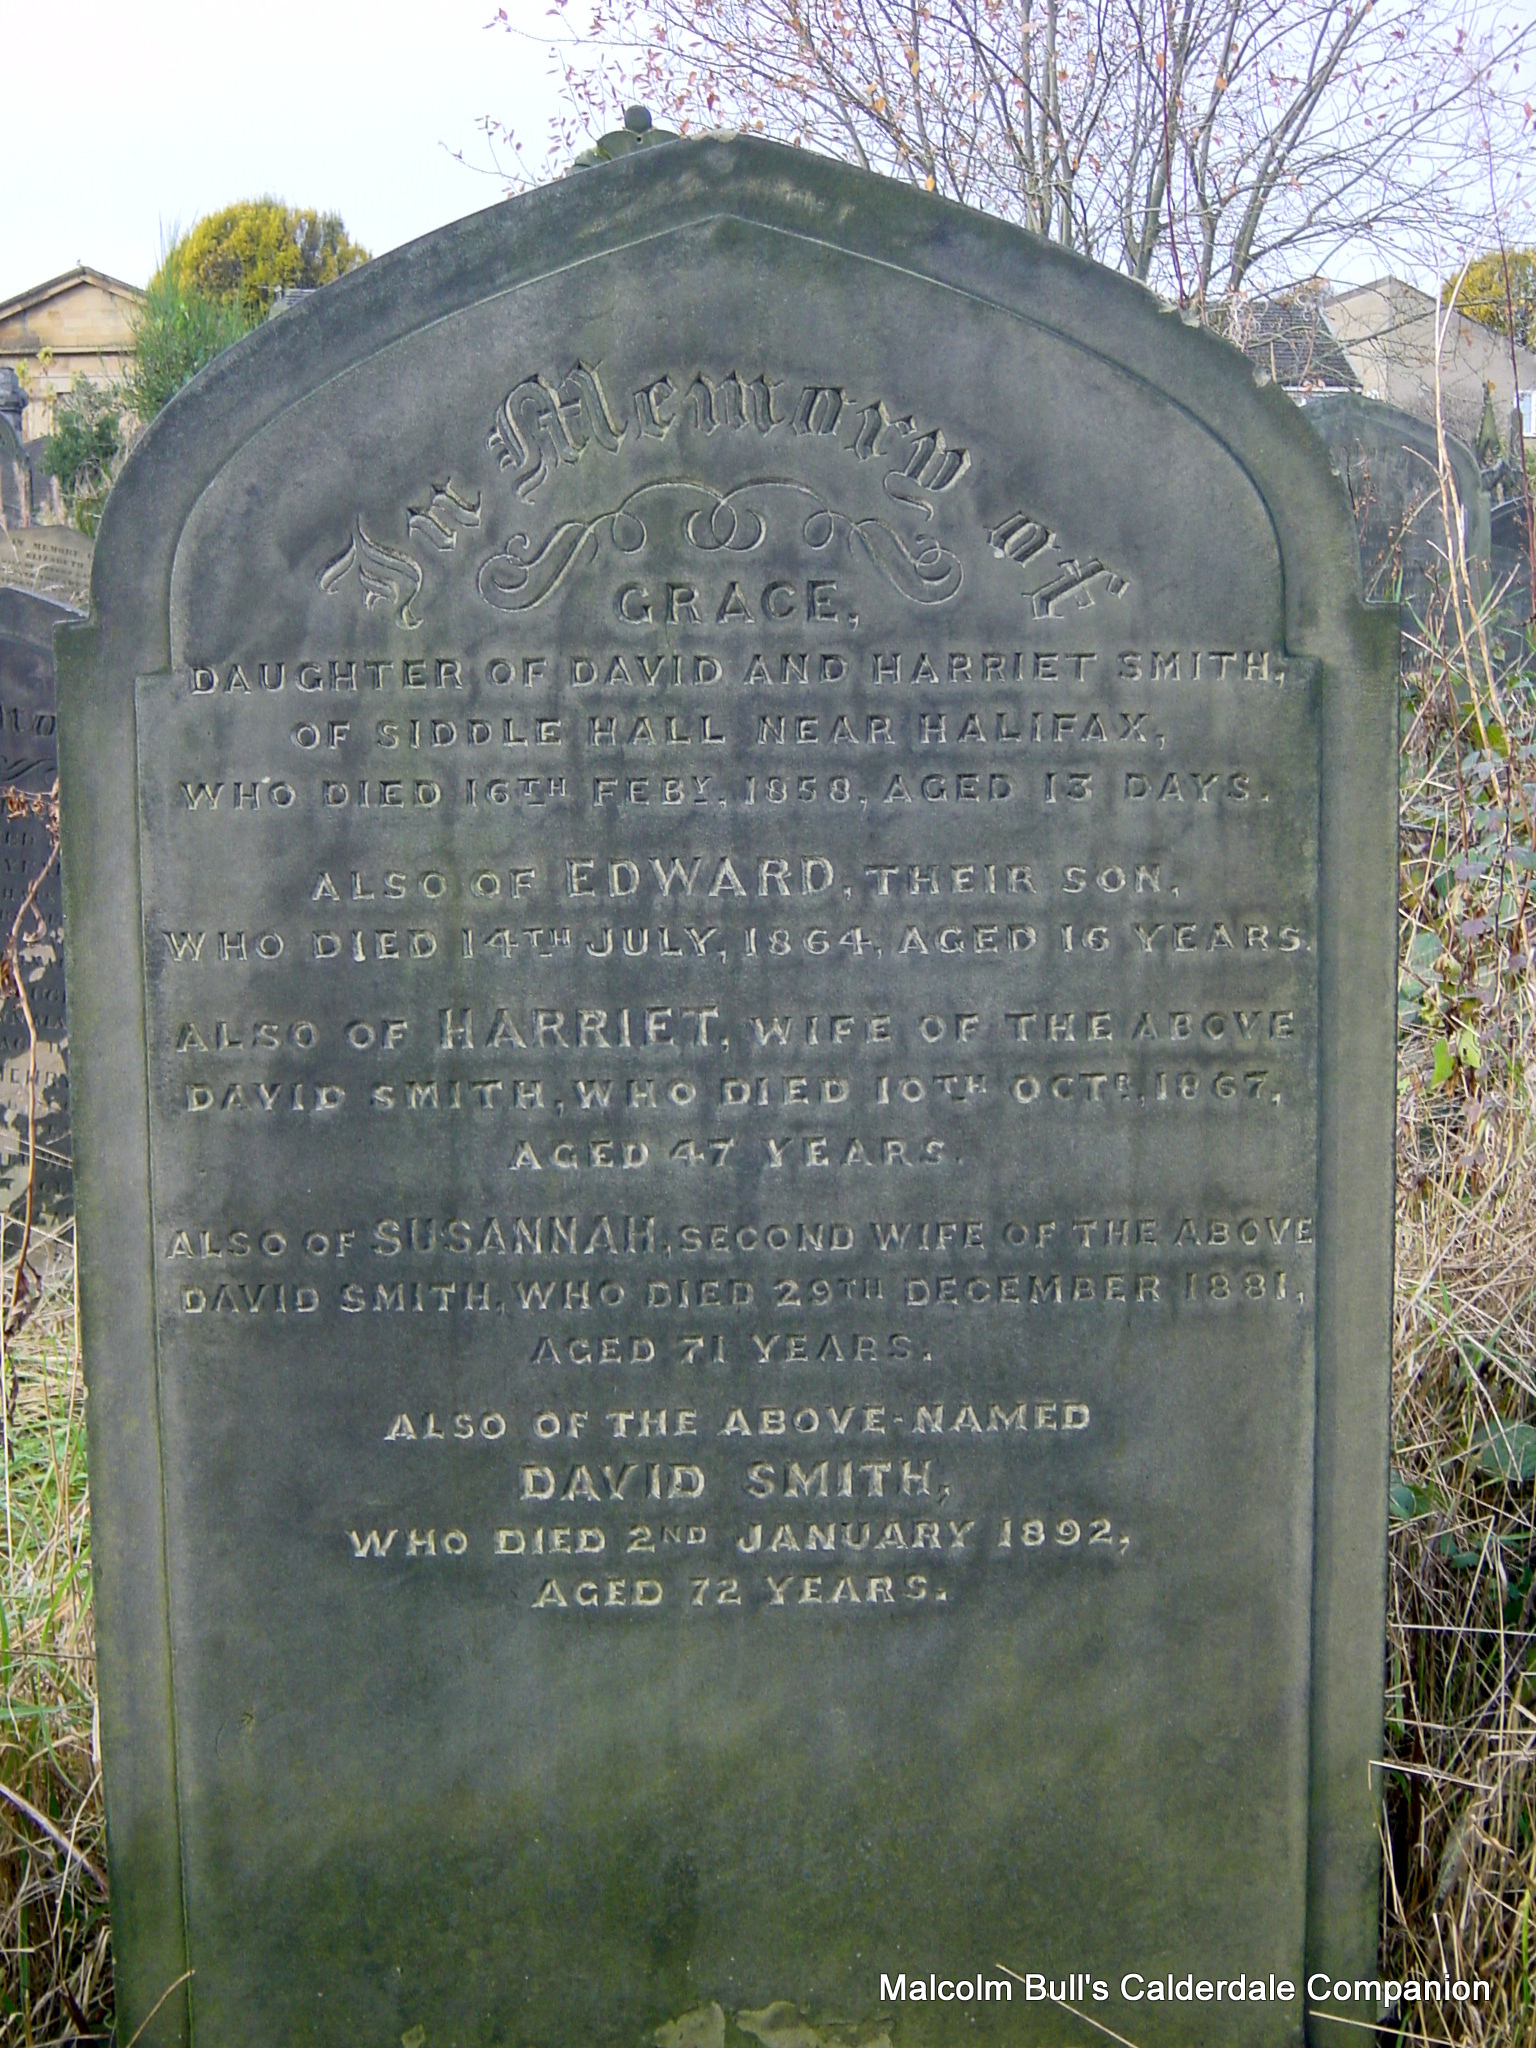 In Memory of
GRACE,
DAUGHTER OF DAVID AND HARRIET SMITH,
OF SIDDLE HALL NEAR HALIFAX,
WHO DIED 16TH FEBY, 1858, AGED 13 DAYS.
ALSO OF EDWARD, THEIR SON,
WHO DIED 14TH JULY, 1864, AGED 16 YEARS.
ALSO OF HARRIET, WIFE OF THE ABOVE
DAVID SMITH, WHO DIED 10TH OCTR, 1867,
AGED 47 YEARS.
ALSO OF SUSANNAH, SECOND WIFE OF THE ABOVE
DAVID SMITH, WHO DIED 29TH DECEMBER 1881,
AGED 71 YEARS.
ALSO OF THE ABOVE-NAMED
DAVID SMITH,
WHO DIED 2ND JANUARY 1892,
AGED 72 YEARS.
IN MEMORY OF
ELIZABETH
Malcolm Bull's Calderdale Companion